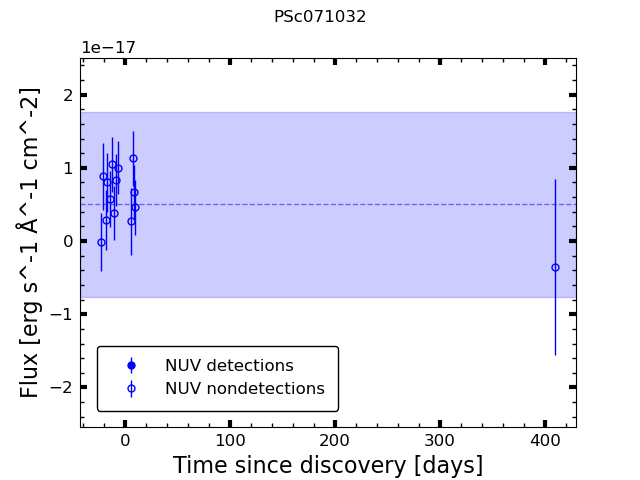 PSc071032
1e−17
2
1
0
−1
−2
Flux [erg s^-1 Å^-1 cm^-2]
NUV detections
NUV nondetections
0 100 200 300 400
Time since discovery [days]